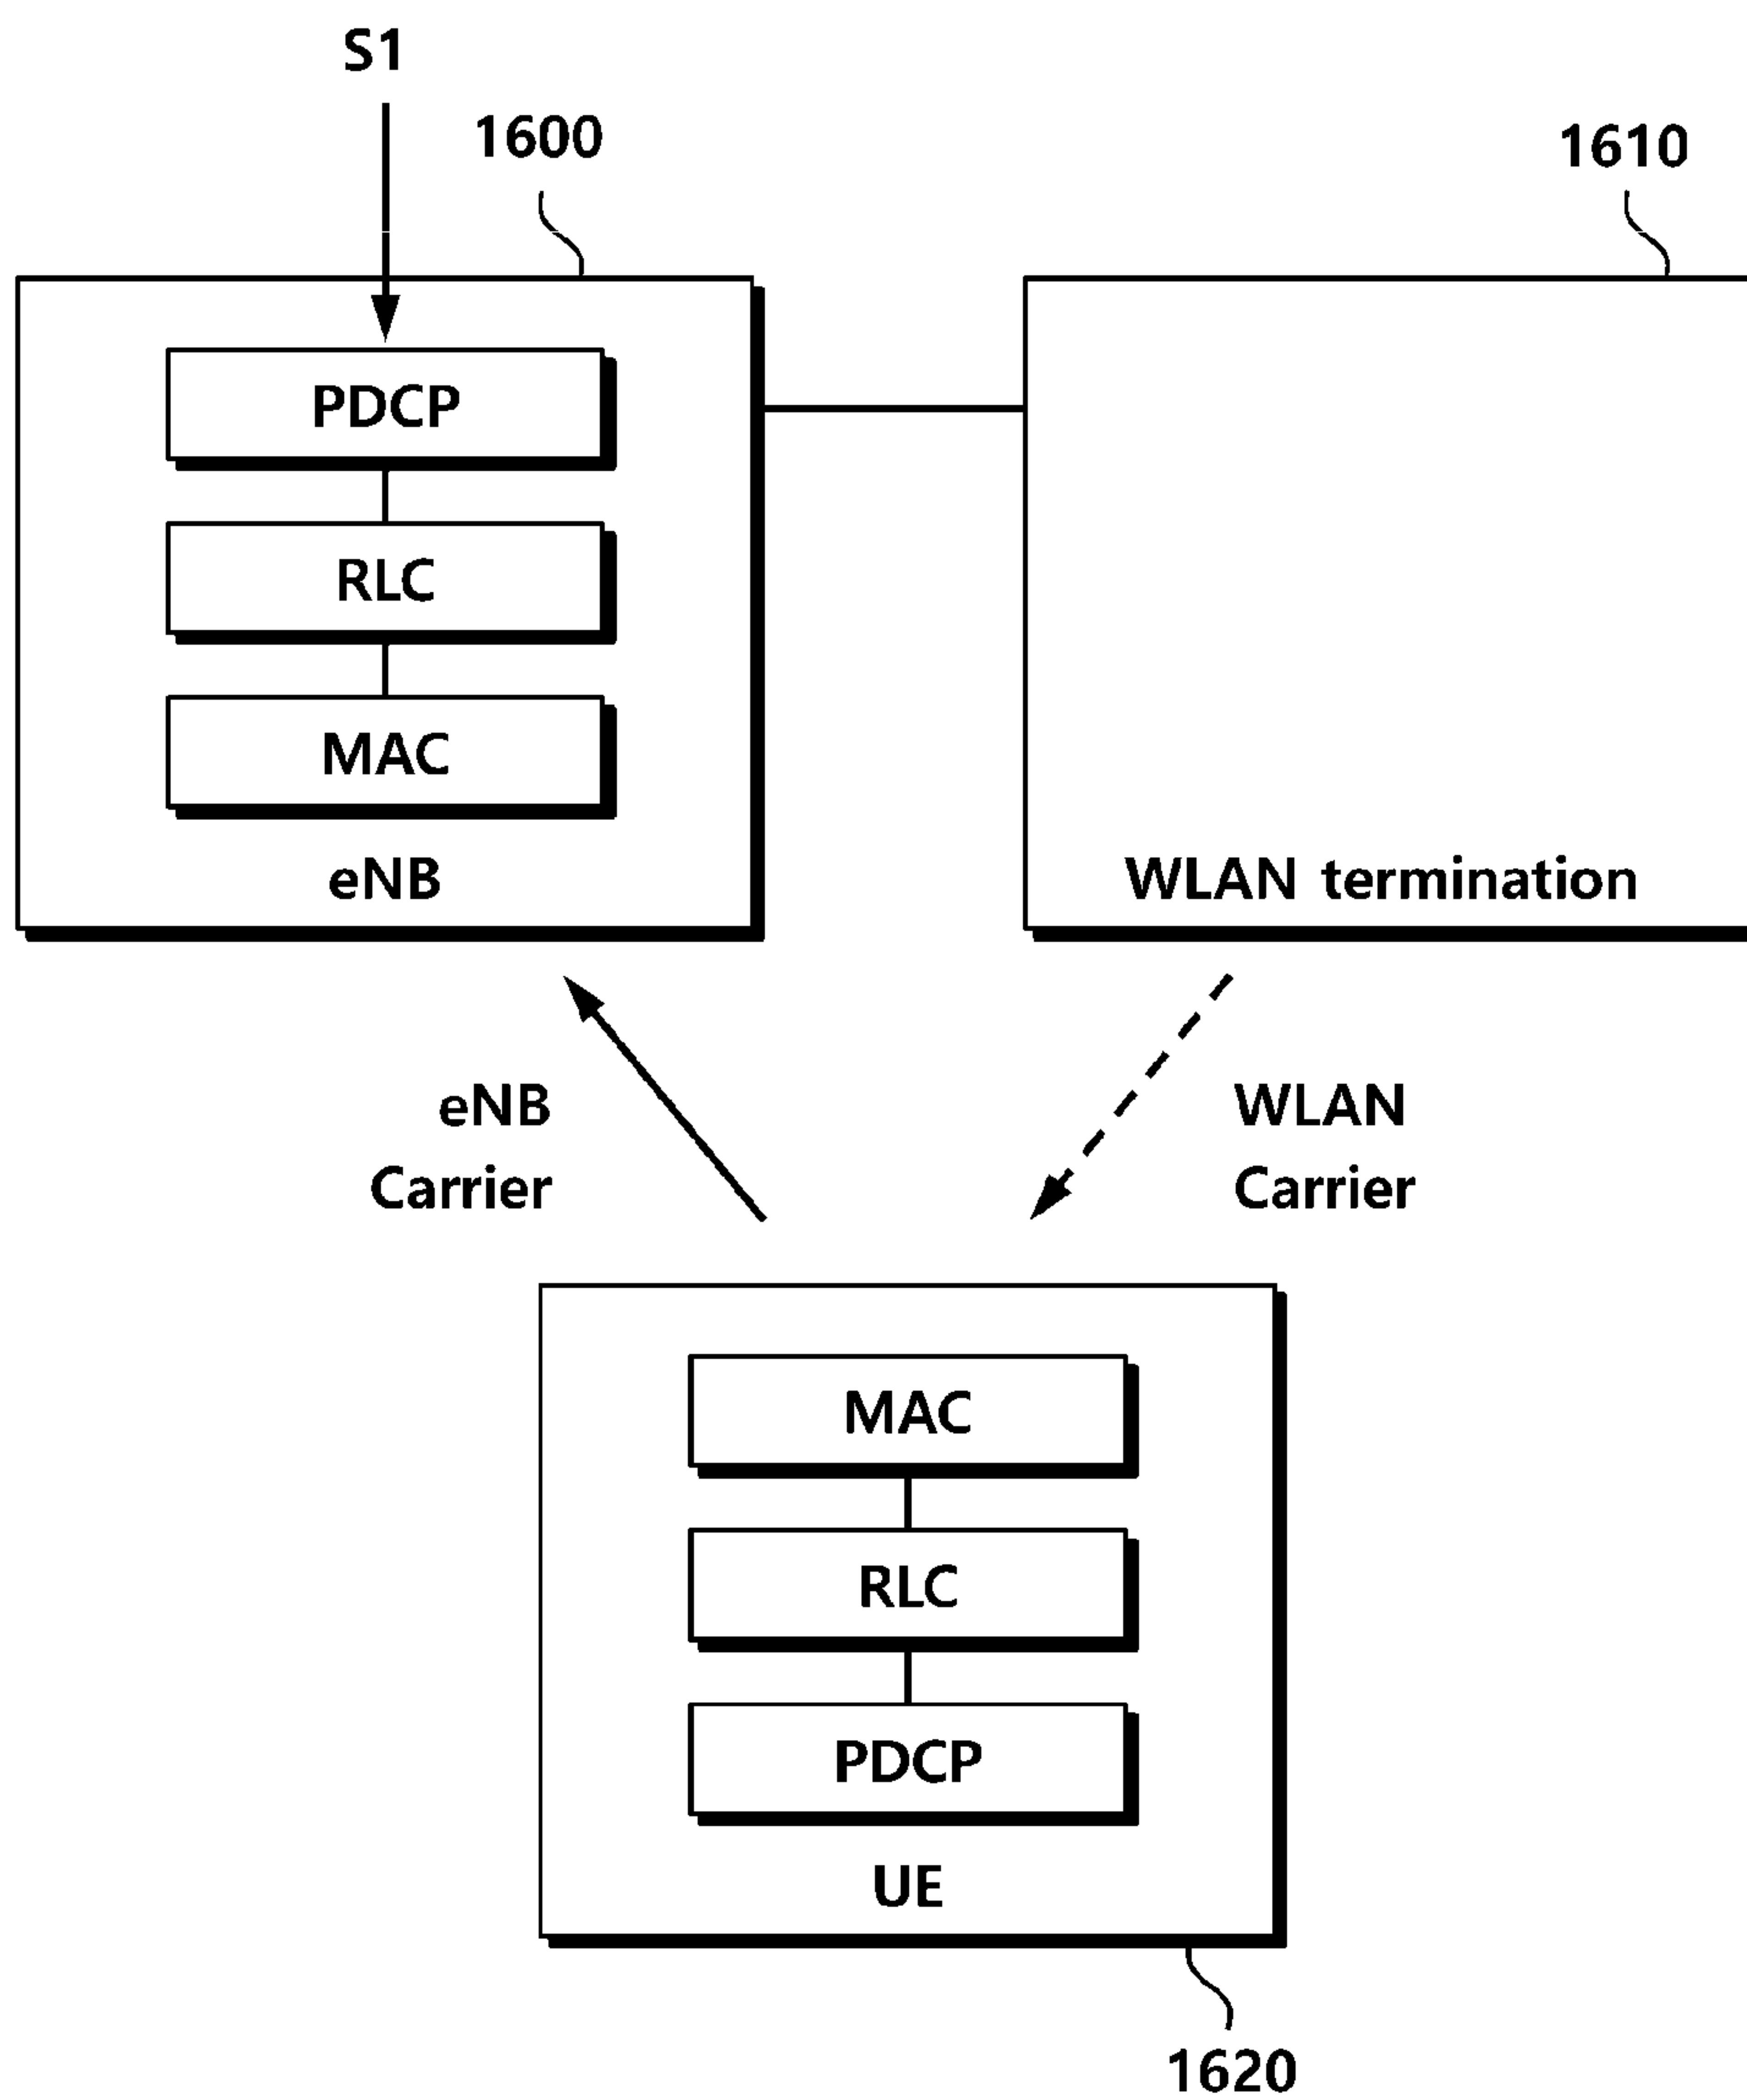 S1
1600
1610
PDCP
RLC
MAC
eNB
WLAN termination
eNB
Carrier
WLAN
Carrier
MAC
RLC
PDCP
UE
1620